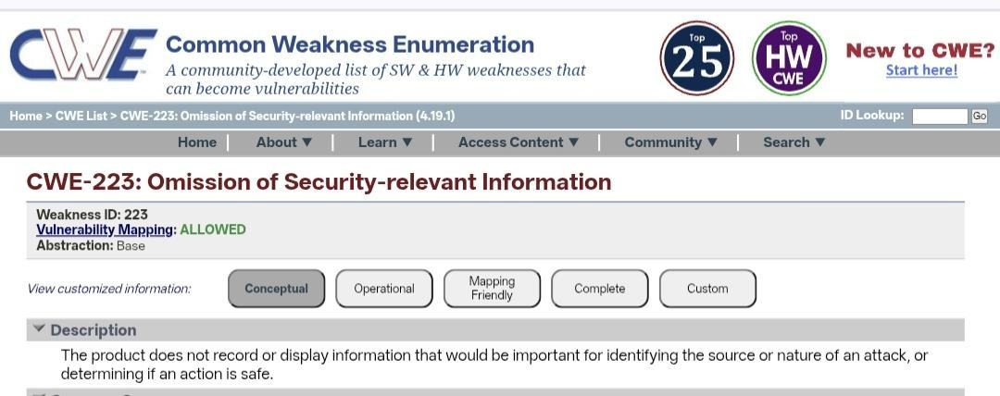 CWE
Common Weakness Enumeration
A community-developed list of SW & HW weaknesses that
can become vulnerabilities
Top
25
Top
HW
CWE
New to CWE?
Start here!
Home > CWE List > CWE-223: Omission of Security-relevant Information (4.19.1)
ID Lookup:
Go
Home | About ▼ | Learn ▼ | Access Content ▼ | Community ▼ | Search ▼
CWE-223: Omission of Security-relevant Information
Weakness ID: 223
Vulnerability Mapping: ALLOWED
Abstraction: Base
View customized information:
Conceptual
Operational
Mapping
Friendly
Complete
Custom
Description
The product does not record or display information that would be important for identifying the source or nature of an attack, or
determining if an action is safe.